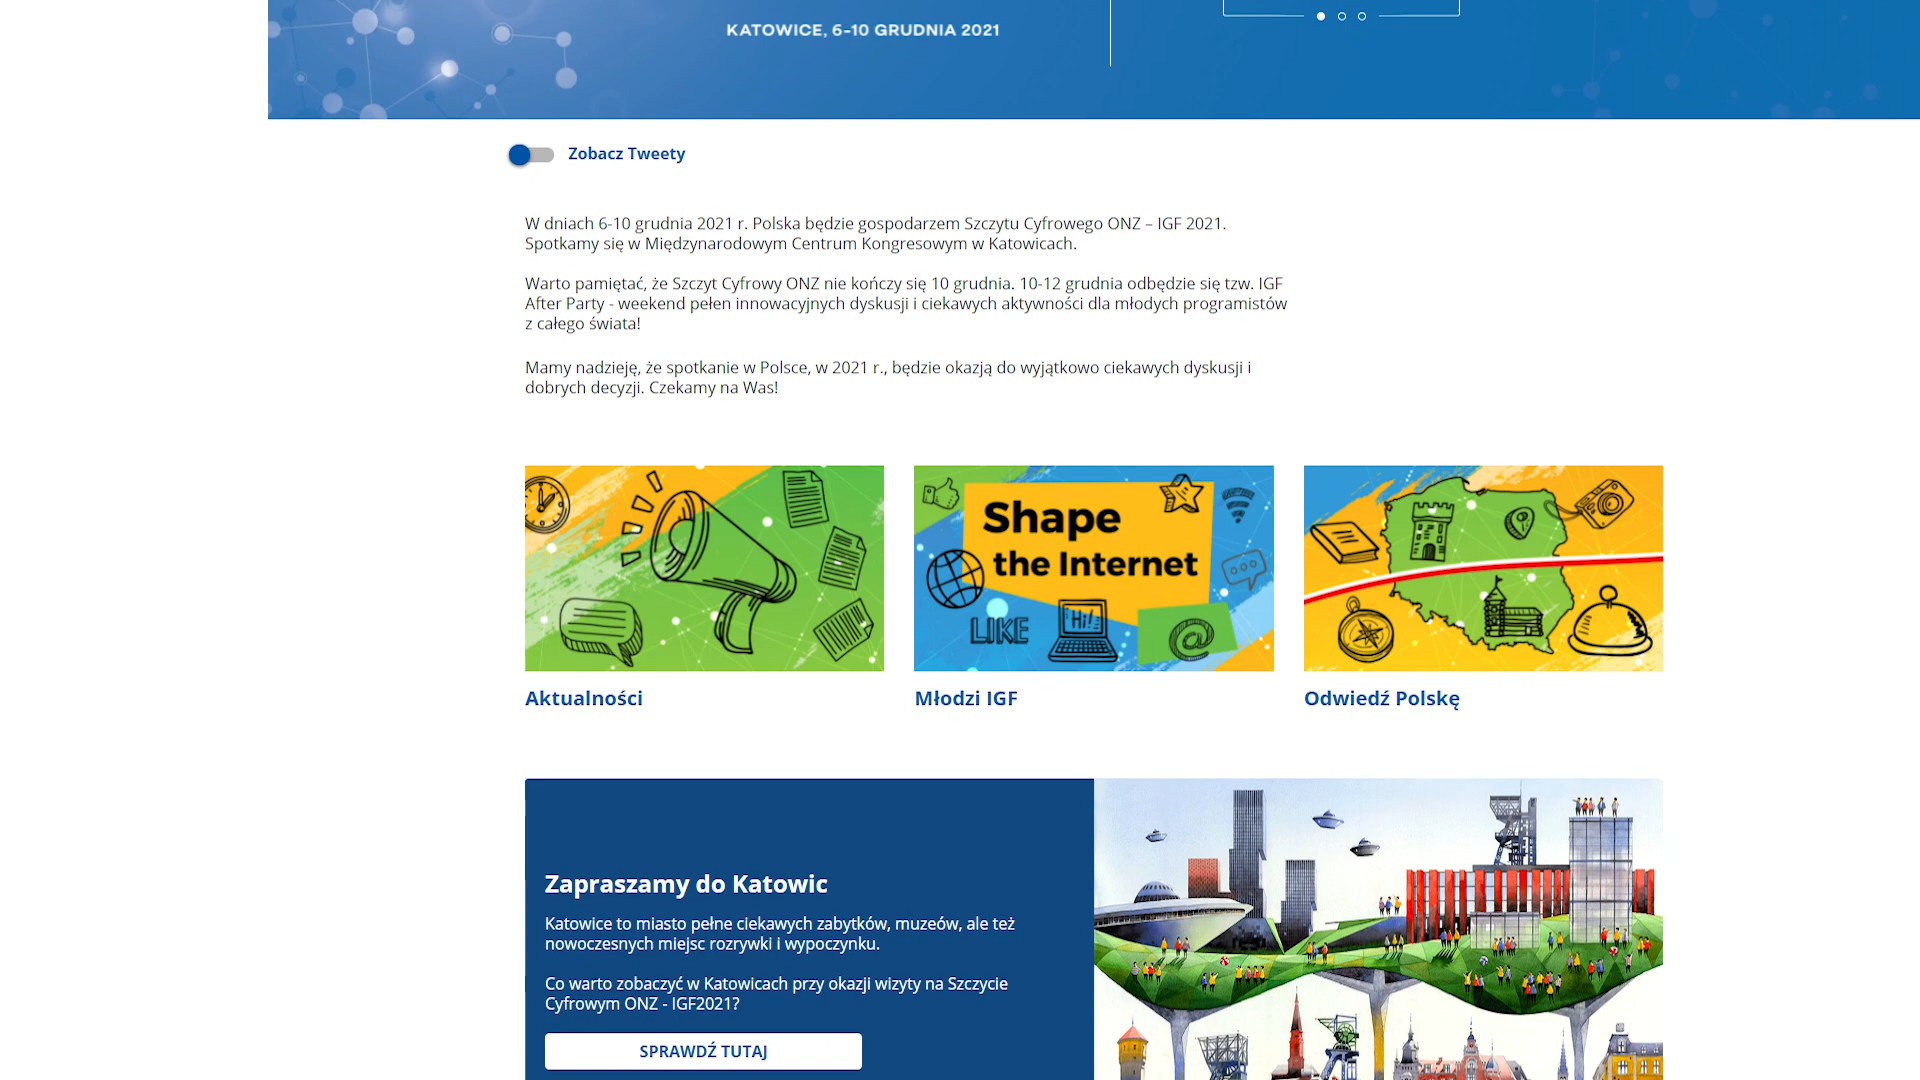 KATOWICE, 6-10 GRUDNIA 2021
Zobacz Tweety
W dniach 6-10 grudnia 2021 r. Polska będzie gospodarzem Szczytu Cyfrowego ONZ – IGF 2021.
Spotkamy się w Międzynarodowym Centrum Kongresowym w Katowicach.
Warto pamiętać, że Szczyt Cyfrowy ONZ nie kończy się 10 grudnia. 10-12 grudnia odbędzie się tzw. IGF
After Party - weekend pełen innowacyjnych dyskusji i ciekawych aktywności dla młodych programistów
z całego świata!
Mamy nadzieję, że spotkanie w Polsce, w 2021 r., będzie okazją do wyjątkowo ciekawych dyskusji i
dobrych decyzji. Czekamy na Was!
Shape
the Internet
LIKE
Hi!
@
Aktualności
Młodzi IGF
Odwiedź Polskę
Zapraszamy do Katowic
Katowice to miasto pełne ciekawych zabytków, muzeów, ale też
nowoczesnych miejsc rozrywki i wypoczynku.
Co warto zobaczyć w Katowicach przy okazji wizyty na Szczycie
Cyfrowym ONZ - IGF2021?
SPRAWDŹ TUTAJ